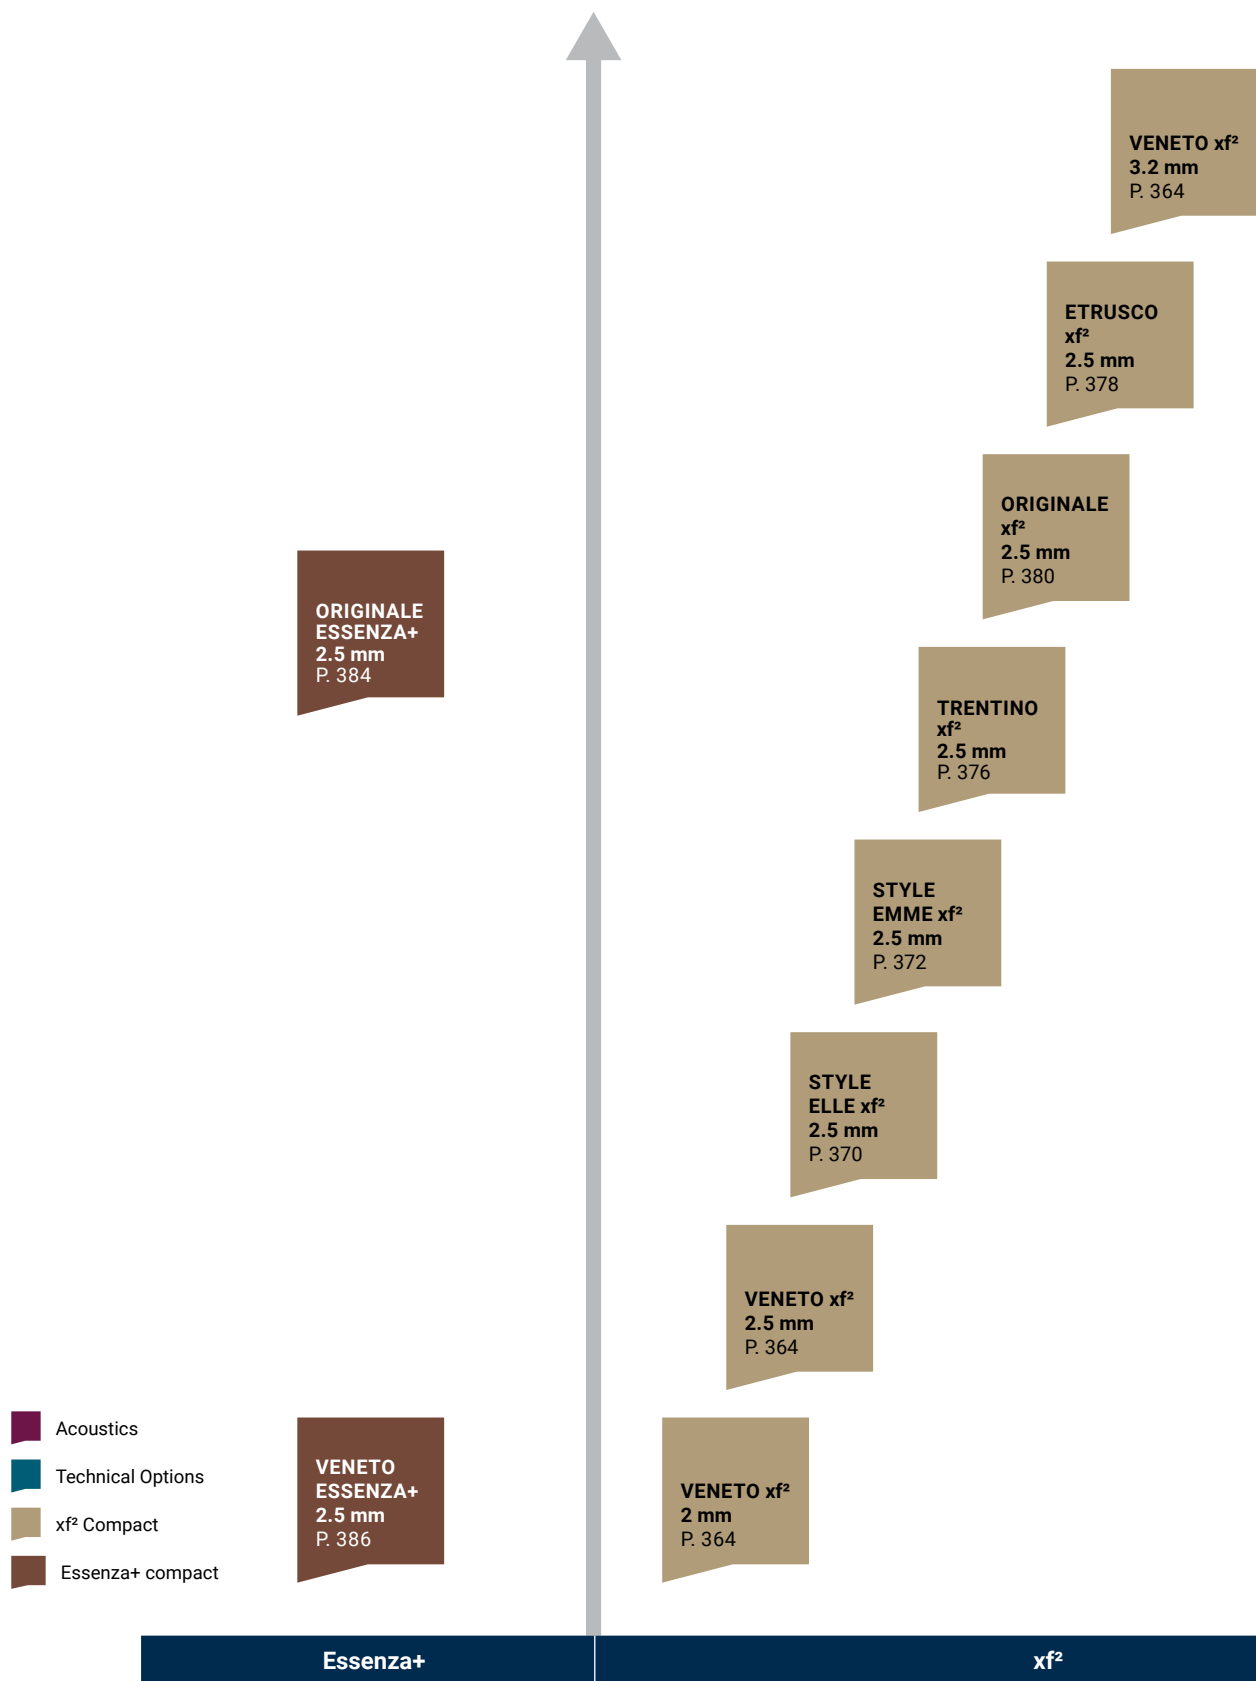 VENETO xf²
3.2 mm
P. 364
ETRUSCO
xf²
2.5 mm
P. 378
ORIGINALE
xf²
2.5 mm
P. 380
ORIGINALE
ESSENZA+
2.5 mm
P. 384
TRENTINO
xf²
2.5 mm
P. 376
STYLE
EMME xf²
2.5 mm
P. 372
STYLE
ELLE xf²
2.5 mm
P. 370
VENETO xf²
2.5 mm
P. 364
Acoustics
Technical Options
xf² Compact
Essenza+ compact
VENETO
ESSENZA+
2.5 mm
P. 386
VENETO xf²
2 mm
P. 364
Essenza+
xf²